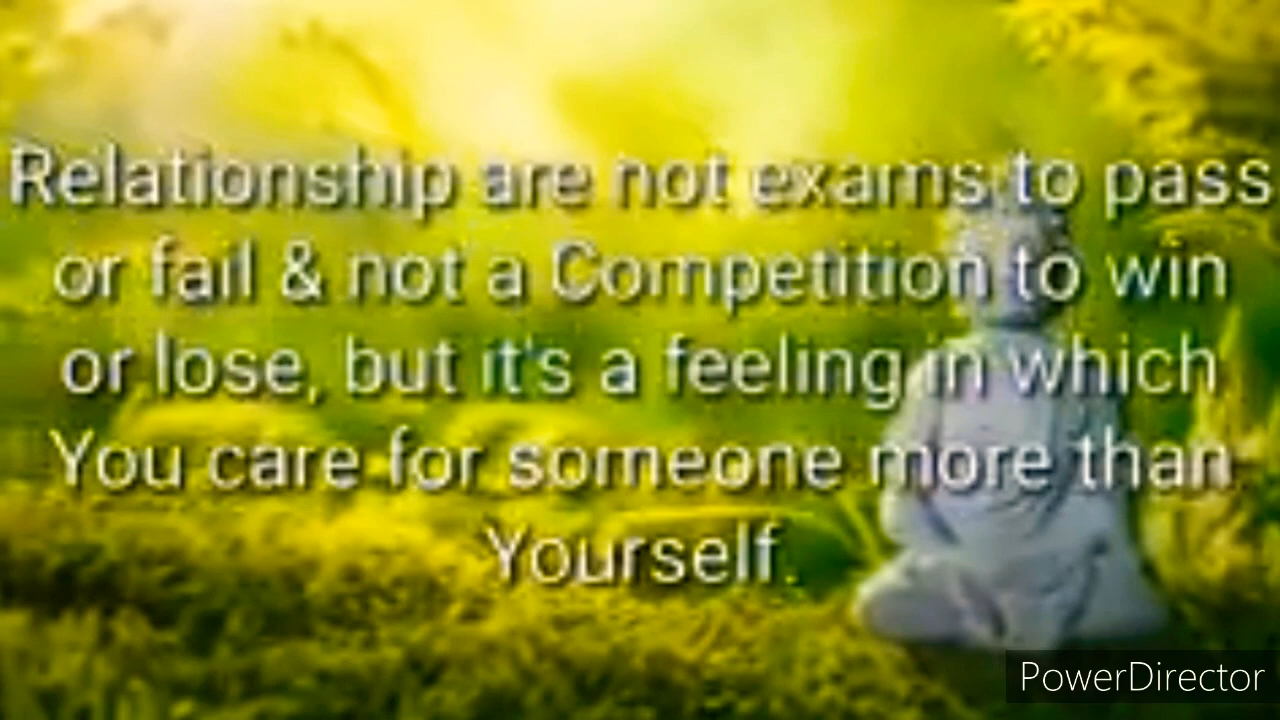 Relationship are not exams to pass
or fail & not a Competition to win
or lose, but it's a feeling in which
You care for someone more than
Yourself.
PowerDirector